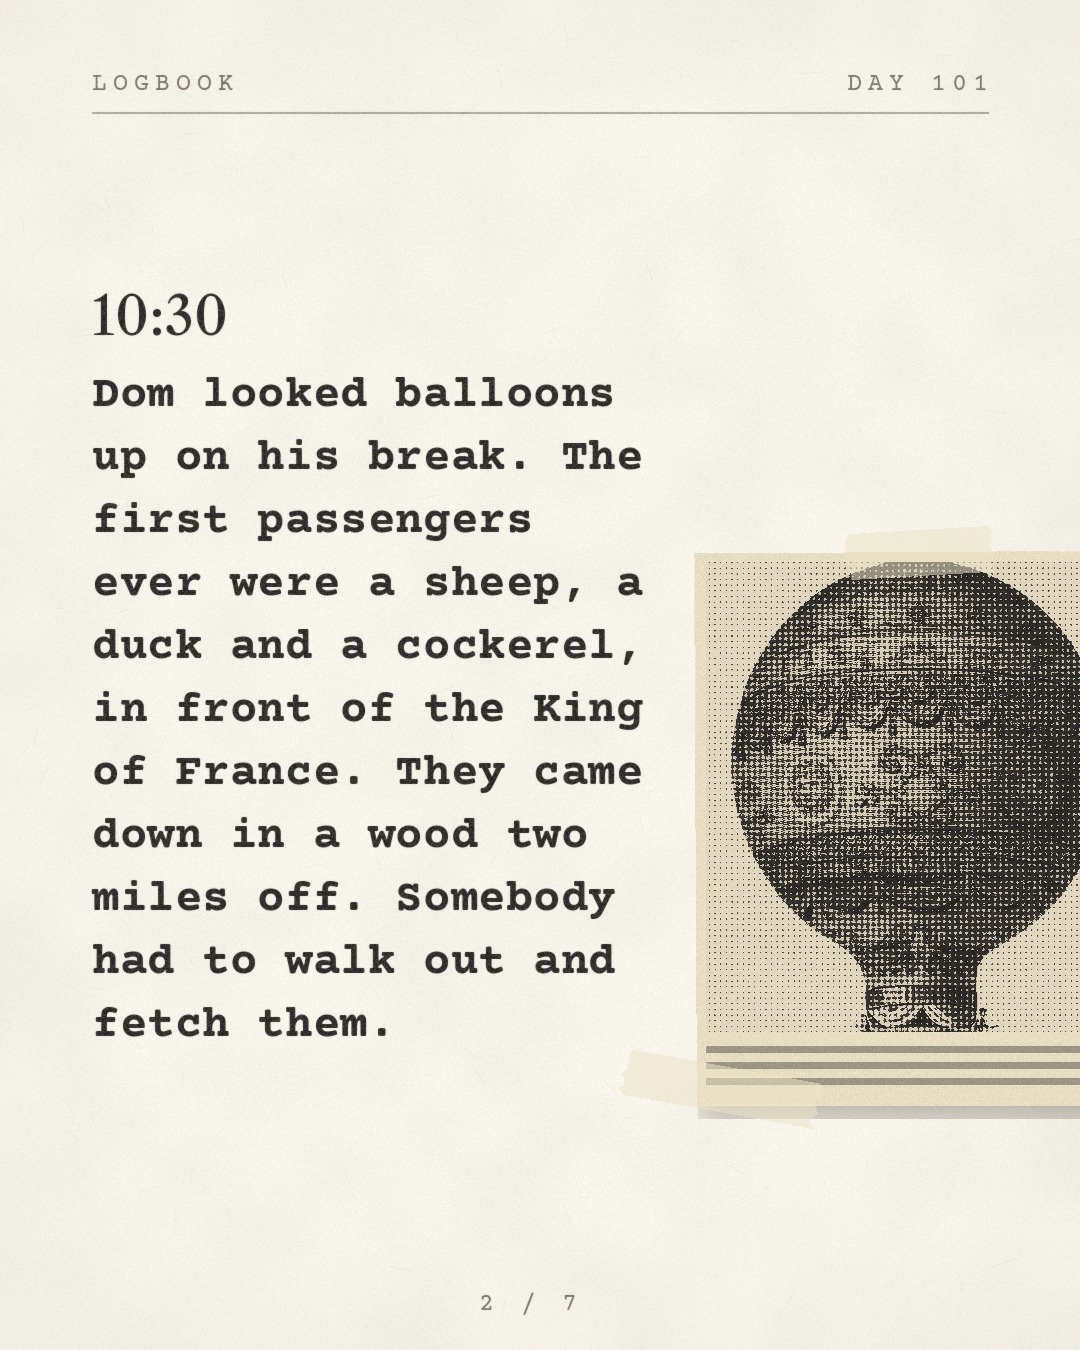 LOGBOOK
DAY 101
10:30
Dom looked balloons
up on his break. The
first passengers
ever were a sheep, a
duck and a cockerel,
in front of the King
of France. They came
down in a wood two
miles off. Somebody
had to walk out and
fetch them.
2 / 7